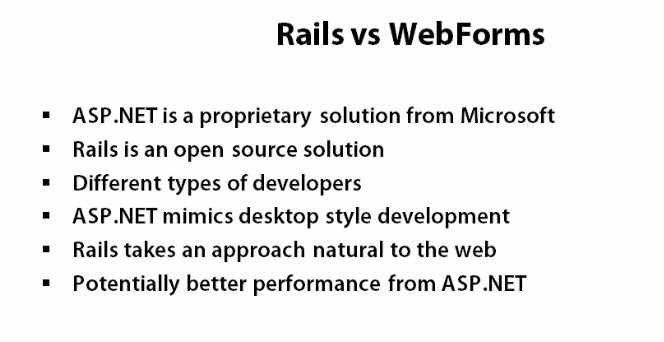 Rails vs WebForms
▪ ASP.NET is a proprietary solution from Microsoft
▪ Rails is an open source solution
▪ Different types of developers
▪ ASP.NET mimics desktop style development
▪ Rails takes an approach natural to the web
▪ Potentially better performance from ASP.NET